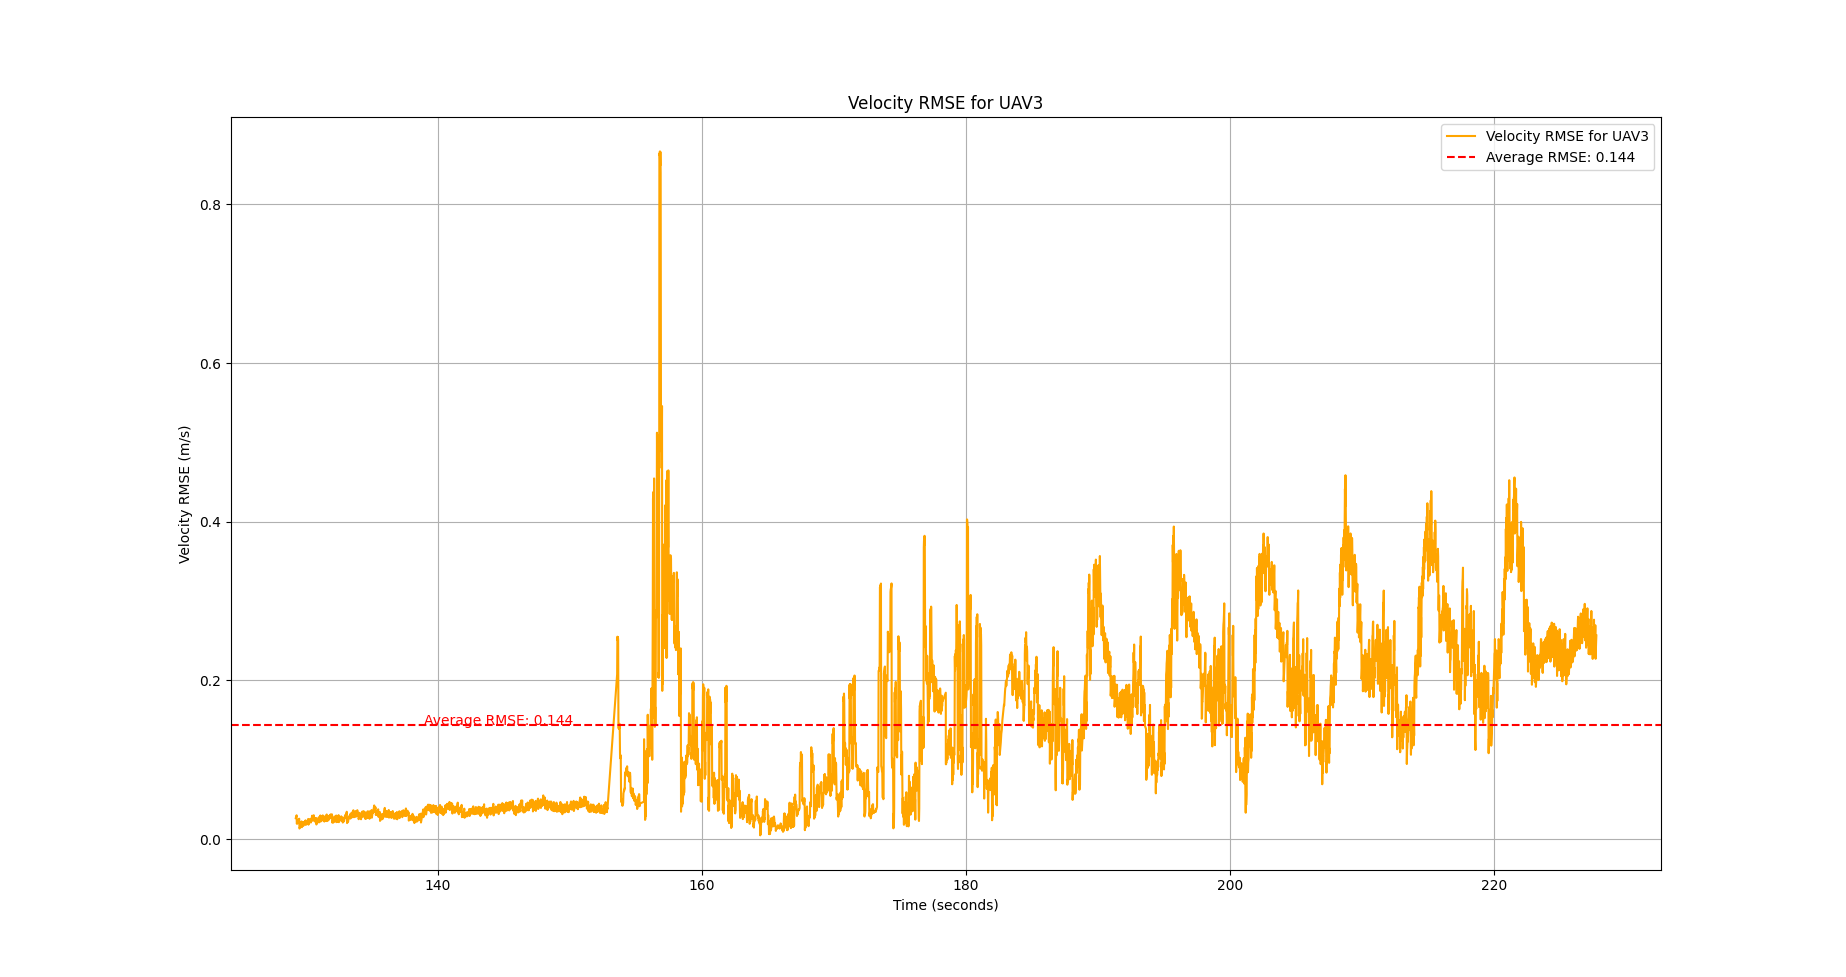 Velocity RMSE for UAV3
Velocity RMSE for UAV3
Average RMSE: 0.144
0.8
0.6
0.4
0.2
0.0
Velocity RMSE (m/s)
Average RMSE: 0.144
140
160
180
200
220
Time (seconds)